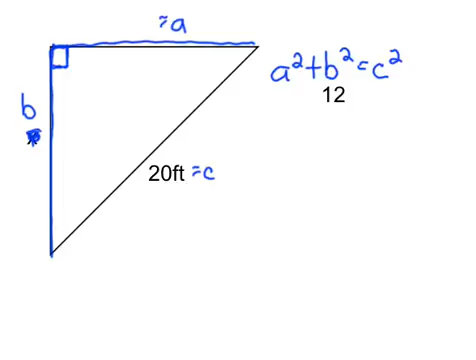 =a
a²+b²=c²
12
b
20ft =c